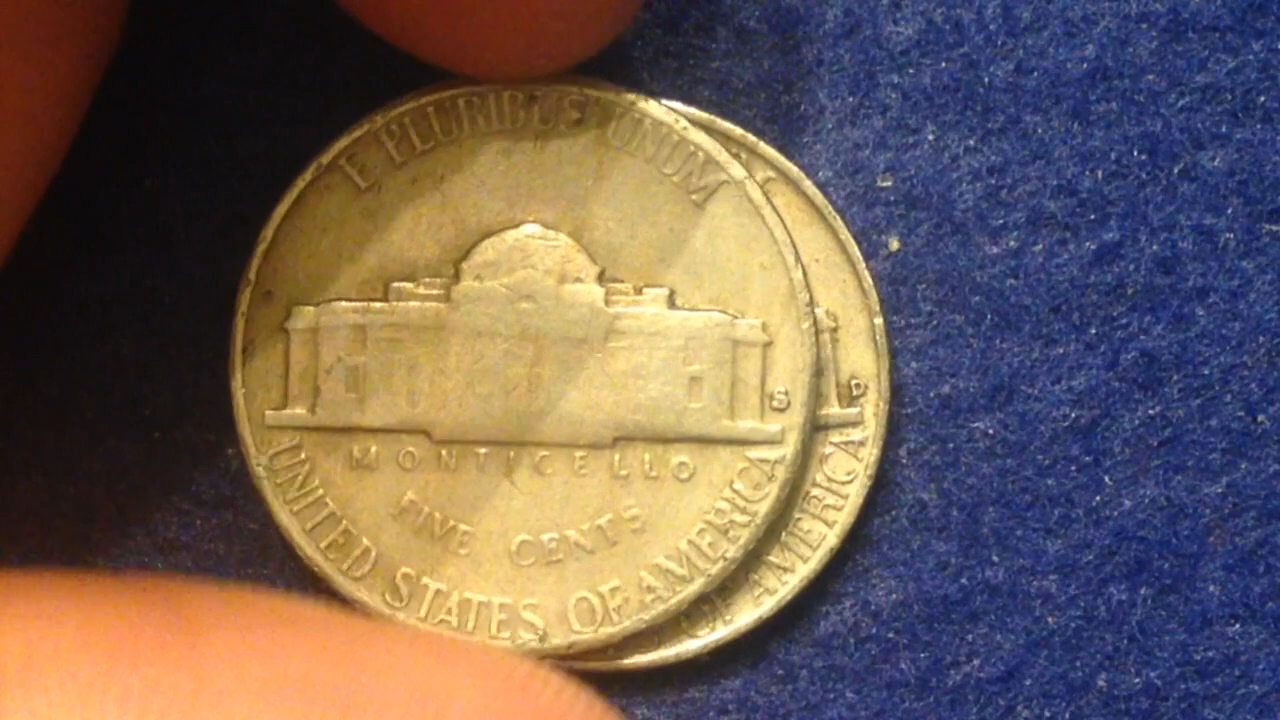 E PLURIBUS UNUM
S
D
MONTICELLO
FIVE CENTS
UNITED STATES OF AMERICA
OF AMERICA